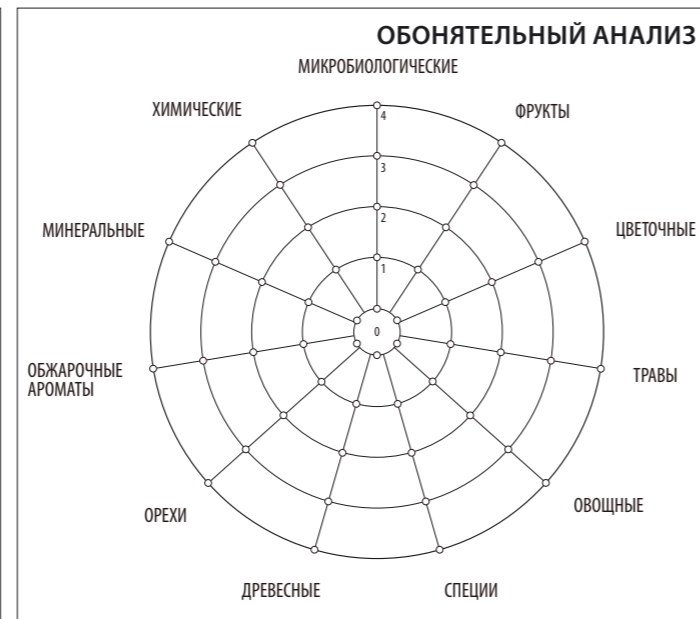 ОБОНЯТЕЛЬНЫЙ АНАЛИЗ
МИКРОБИОЛОГИЧЕСКИЕ
ХИМИЧЕСКИЕ
ФРУКТЫ
4
3
МИНЕРАЛЬНЫЕ
ЦВЕТОЧНЫЕ
2
1
0
ОБЖАРОЧНЫЕ
АРОМАТЫ
ТРАВЫ
ОРЕХИ
ОВОЩНЫЕ
ДРЕВЕСНЫЕ
СПЕЦИИ